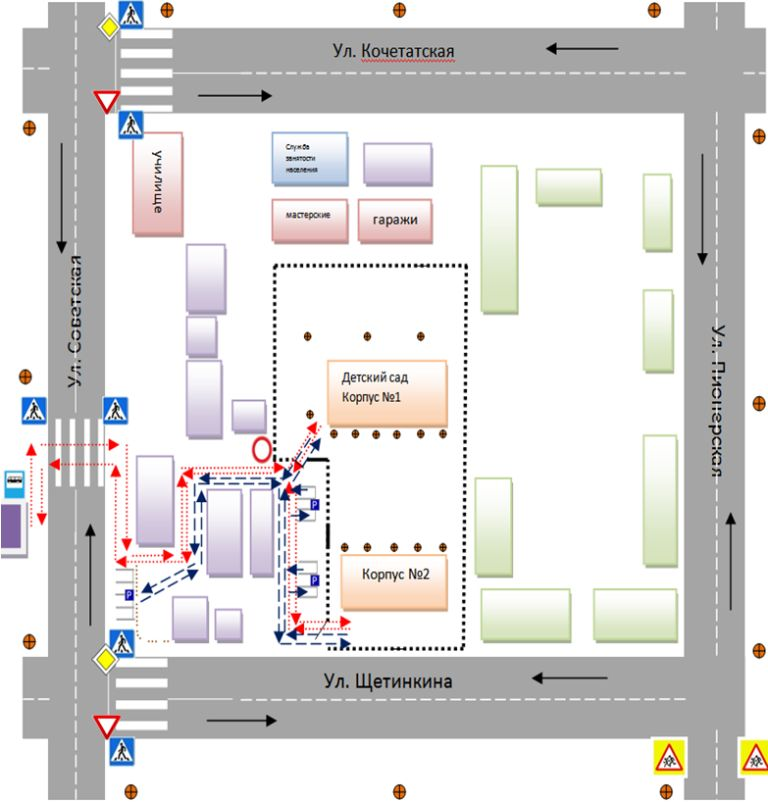 Ул. Кочетатская
Служба
занятости
населения
училище
мастерские
гаражи
Ул. Советская
Ул. Пионерская
Детский сад
Корпус №1
P
P
Корпус №2
P
Ул. Щетинкина